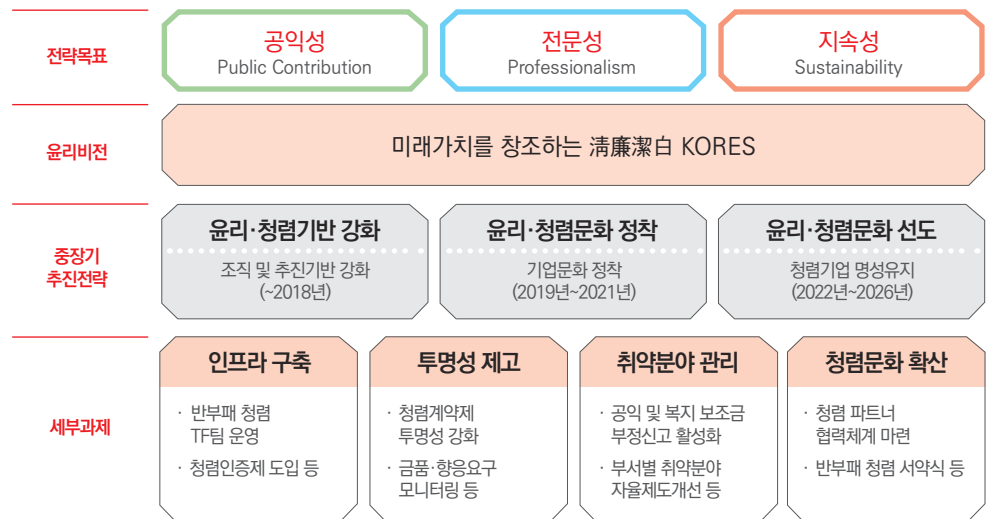 전략목표
공익성
Public Contribution
전문성
Professionalism
지속성
Sustainability
윤리비전
미래가치를 창조하는 淸廉潔白 KORES
중장기
추진전략
윤리·청렴기반 강화
조직 및 추진기반 강화
(~2018년)
윤리·청렴문화 정착
기업문화 정착
(2019년~2021년)
윤리·청렴문화 선도
청렴기업 명성유지
(2022년~2026년)
세부과제
인프라 구축
· 반부패 청렴
TF팀 운영
· 청렴인증제 도입 등
투명성 제고
· 청렴계약제
투명성 강화
· 금품·향응요구
모니터링 등
취약분야 관리
· 공익 및 복지 보조금
부정신고 활성화
· 부서별 취약분야
자율제도개선 등
청렴문화 확산
· 청렴 파트너
협력체계 마련
· 반부패 청렴 서약식 등